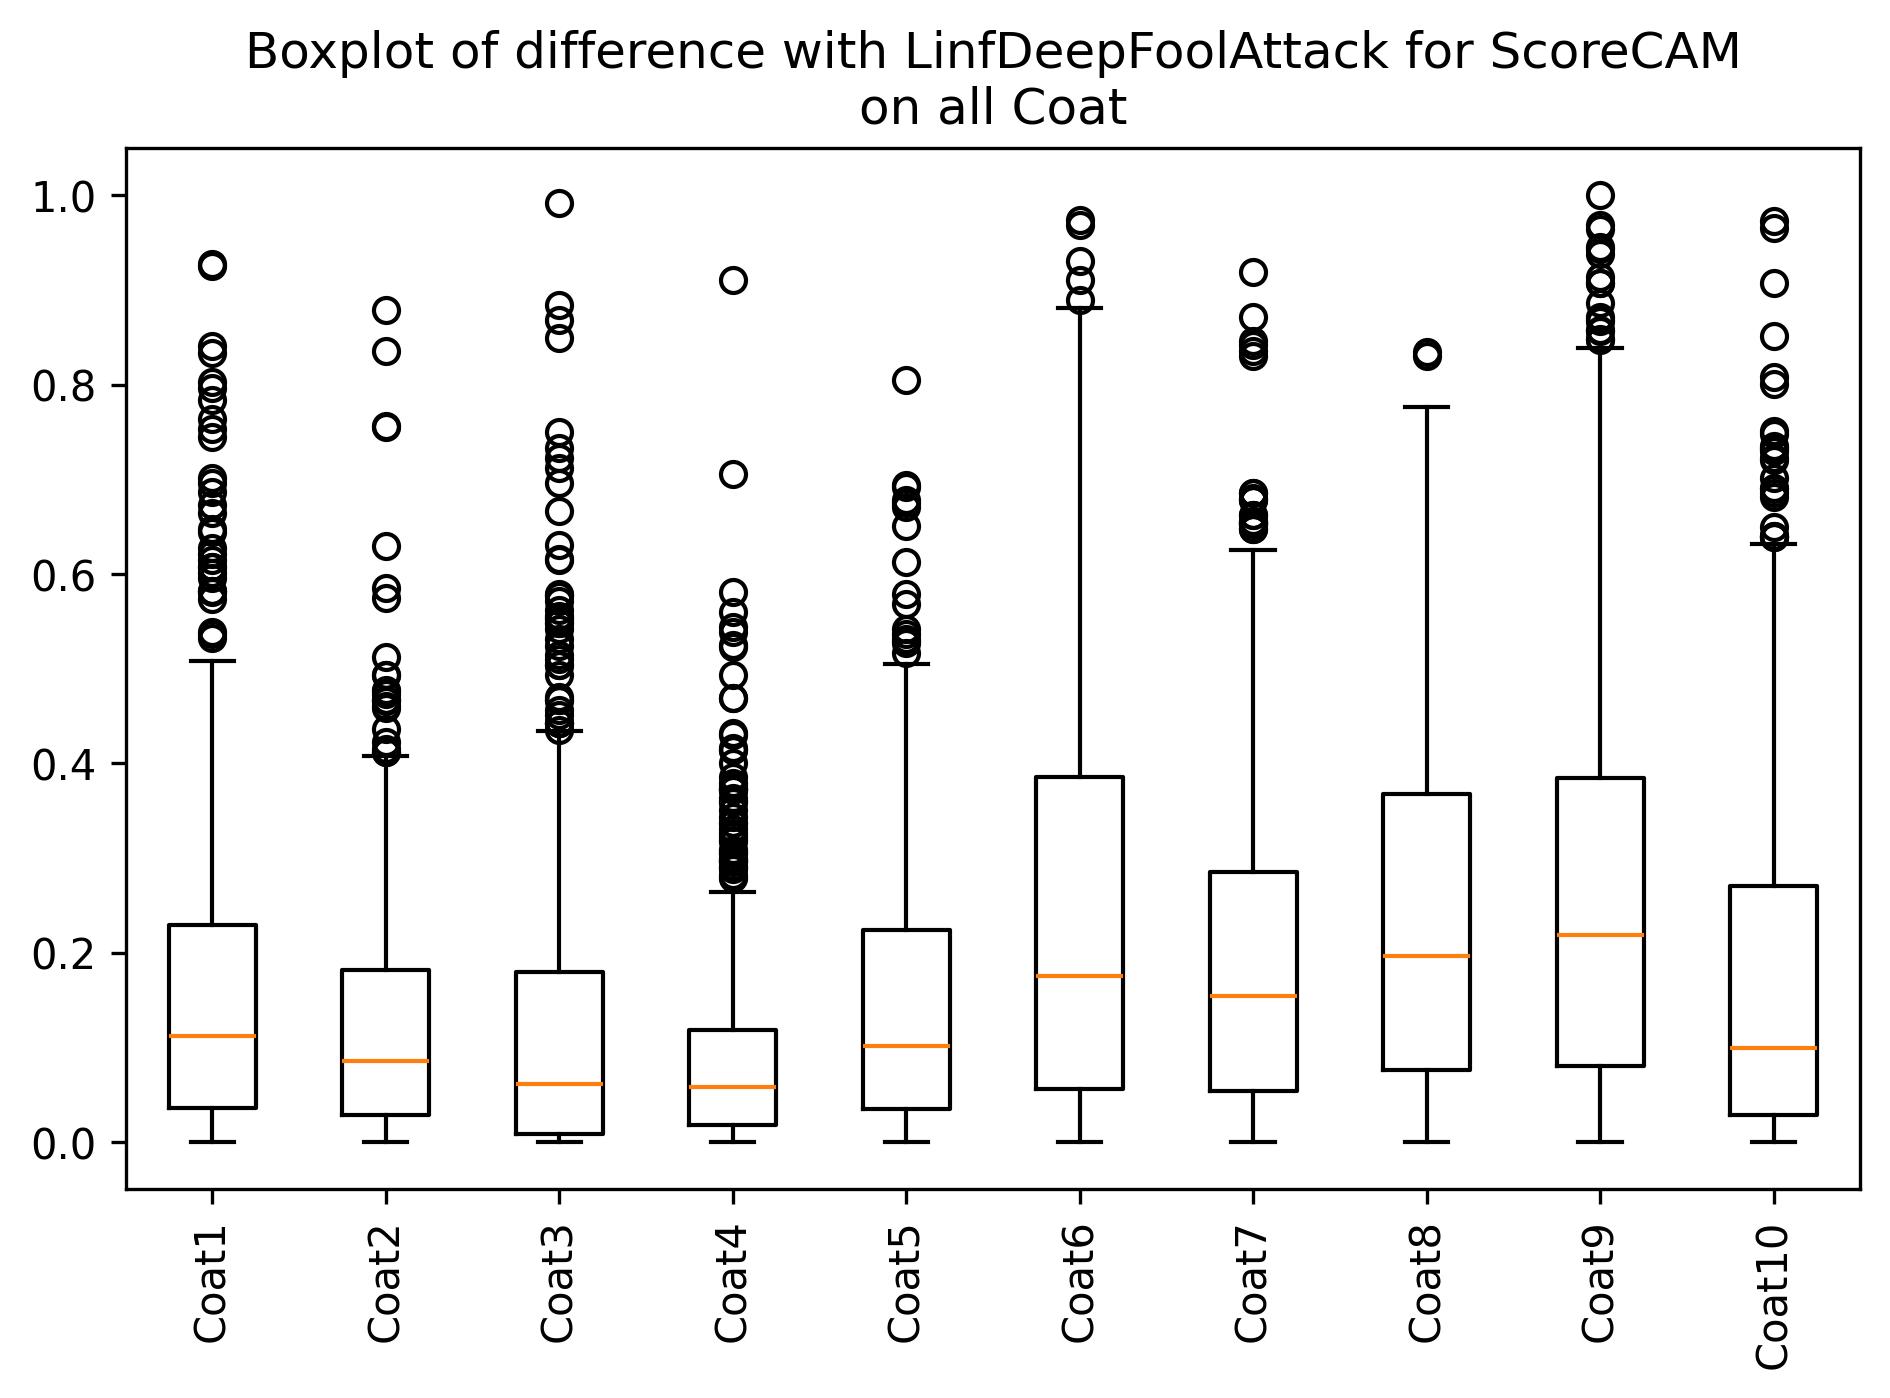 Boxplot of difference with LinfDeepFoolAttack for ScoreCAM
on all Coat
1.0
0.8
0.6
0.4
0.2
0.0
Coat1
Coat2
Coat3
Coat4
Coat5
Coat6
Coat7
Coat8
Coat9
Coat10